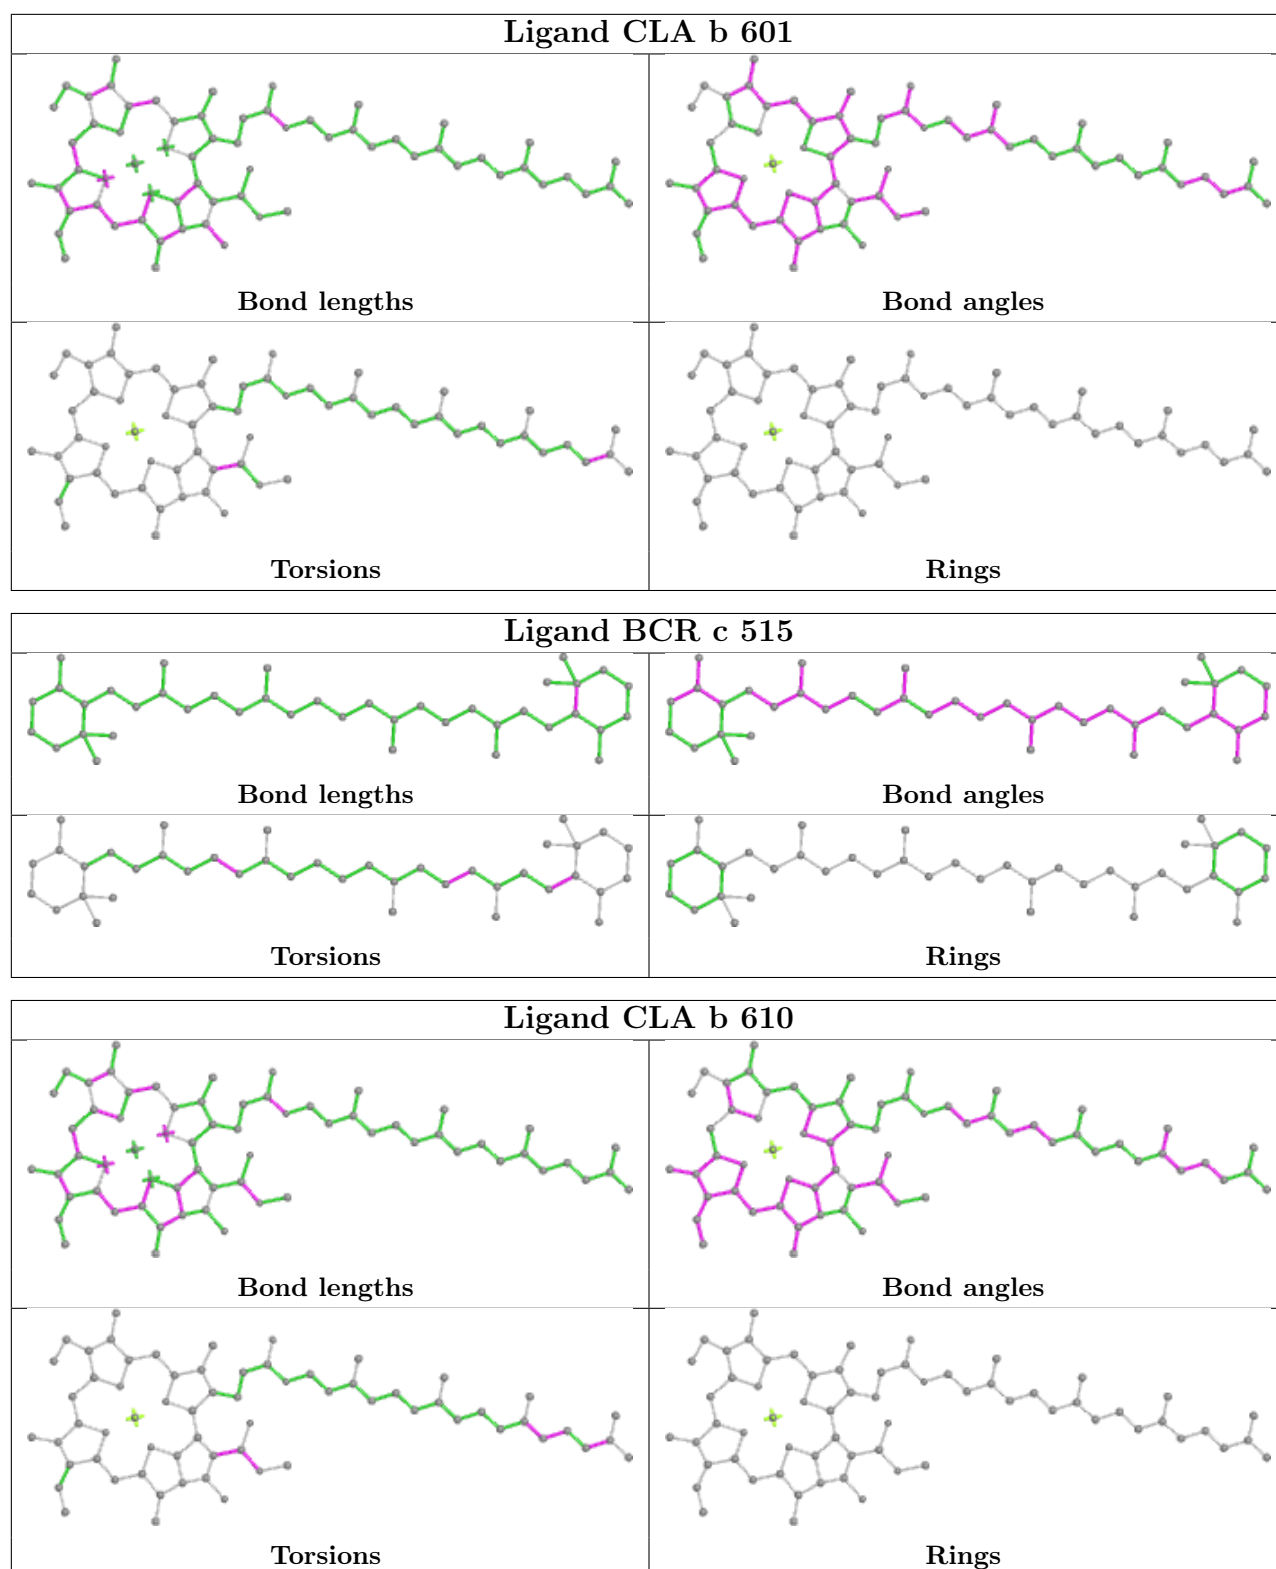 Ligand CLA b 601
Bond lengths
Bond angles
Torsions
Rings
Ligand BCR c 515
Bond lengths
Bond angles
Torsions
Rings
Ligand CLA b 610
Bond lengths
Bond angles
Torsions
Rings